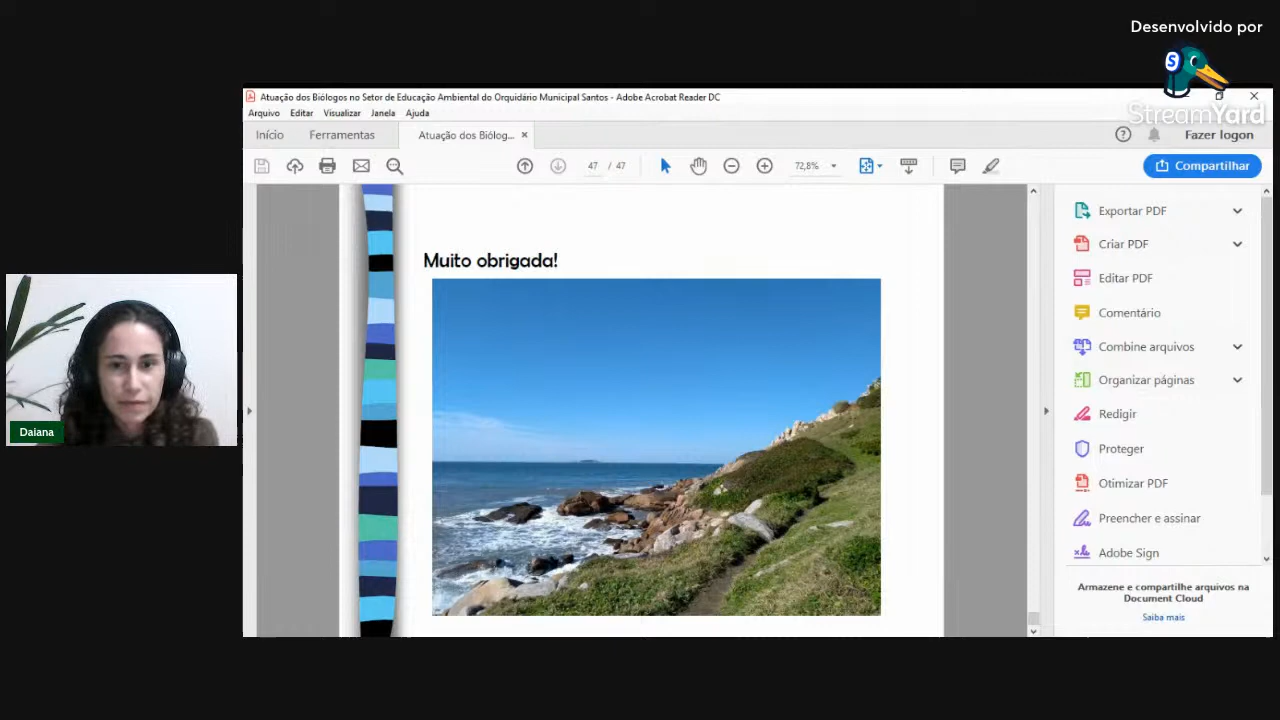 Desenvolvido por
StreamYard
Atuação dos Biólogos no Setor de Educação Ambiental do Orquidário Municipal Santos - Adobe Acrobat Reader DC
Arquivo Editar Visualizar Janela Ajuda
Início Ferramentas Atuação dos Biólog... Fazer logon
47 / 47 72,8% Compartilhar
Exportar PDF
Criar PDF
Muito obrigada!
Editar PDF
Comentário
Combine arquivos
Organizar páginas
Redigir
Daiana
Proteger
Otimizar PDF
Preencher e assinar
Adobe Sign
Armazene e compartilhe arquivos na
Document Cloud
Saiba mais